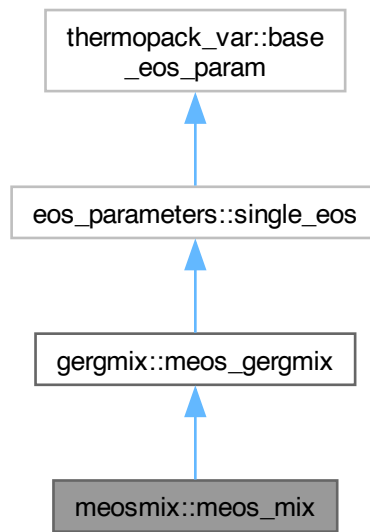 thermopack_var::base
_eos_param
eos_parameters::single_eos
gergmix::meos_gergmix
meosmix::meos_mix